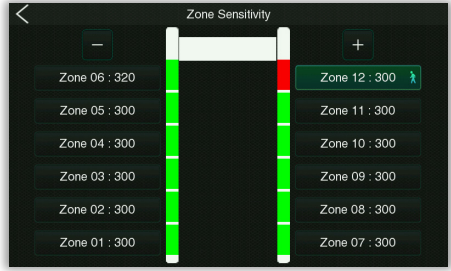 Zone Sensitivity
− +
Zone 06 : 320 Zone 12 : 300
Zone 05 : 300 Zone 11 : 300
Zone 04 : 300 Zone 10 : 300
Zone 03 : 300 Zone 09 : 300
Zone 02 : 300 Zone 08 : 300
Zone 01 : 300 Zone 07 : 300